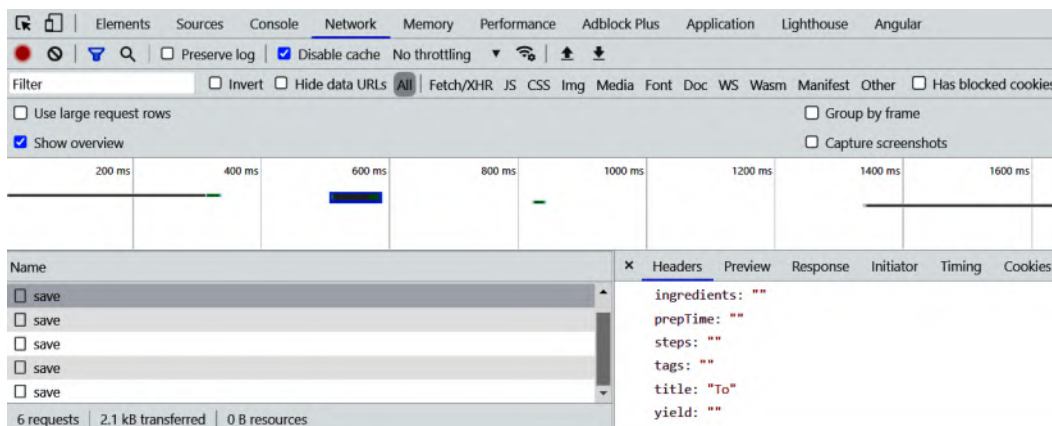 Elements Sources Console Network Memory Performance Adblock Plus Application Lighthouse Angular
Preserve log Disable cache No throttling
Filter Invert Hide data URLs All Fetch/XHR JS CSS Img Media Font Doc WS Wasm Manifest Other Has blocked cookies
Use large request rows Group by frame
Show overview Capture screenshots
200 ms 400 ms 600 ms 800 ms 1000 ms 1200 ms 1400 ms 1600 ms
Name × Headers Preview Response Initiator Timing Cookies
save ingredients: ""
save prepTime: ""
save steps: ""
save tags: ""
save title: "To"
6 requests 2.1 kB transferred 0 B resources yield: ""